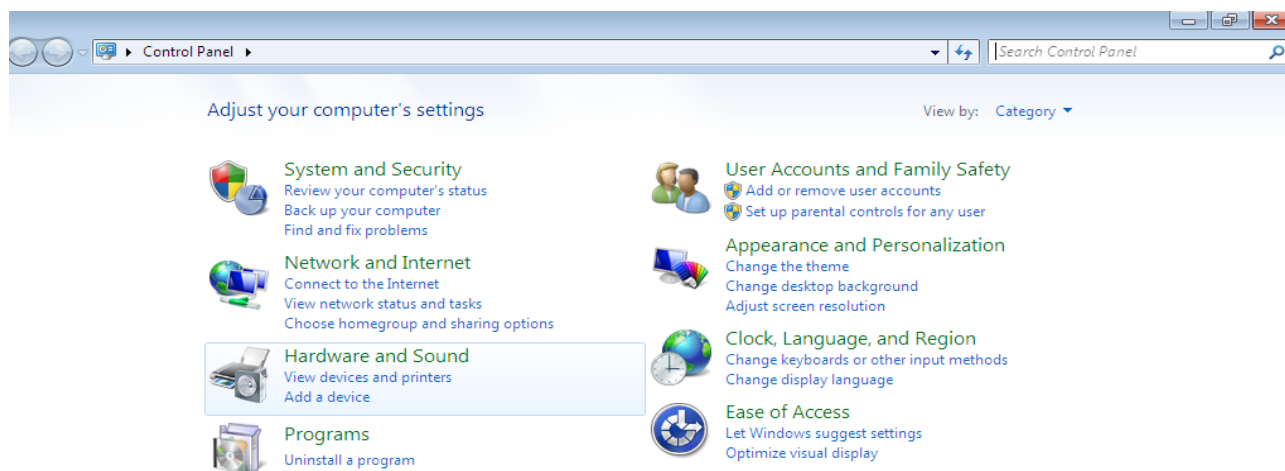 Control Panel
Search Control Panel
Adjust your computer's settings
View by: Category
System and Security
Review your computer's status
Back up your computer
Find and fix problems
Network and Internet
Connect to the Internet
View network status and tasks
Choose homegroup and sharing options
Hardware and Sound
View devices and printers
Add a device
Programs
Uninstall a program
User Accounts and Family Safety
Add or remove user accounts
Set up parental controls for any user
Appearance and Personalization
Change the theme
Change desktop background
Adjust screen resolution
Clock, Language, and Region
Change keyboards or other input methods
Change display language
Ease of Access
Let Windows suggest settings
Optimize visual display